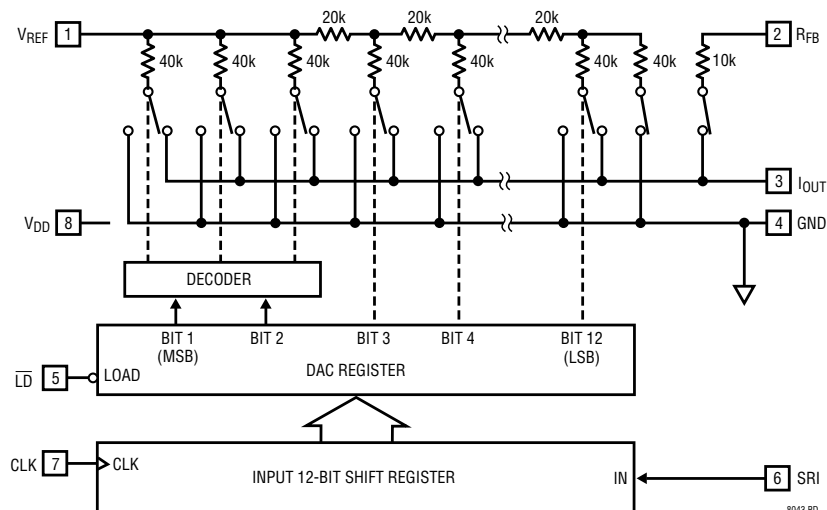 20k 20k 20k
VREF 1 2 RFB
40k 40k 40k 40k 40k 40k 40k 10k
3 IOUT
VDD 8 4 GND
DECODER
BIT 1 BIT 2 BIT 3 BIT 4 BIT 12
(MSB) (LSB)
LD 5 LOAD DAC REGISTER
CLK 7 CLK INPUT 12-BIT SHIFT REGISTER IN 6 SRI
8043 BD